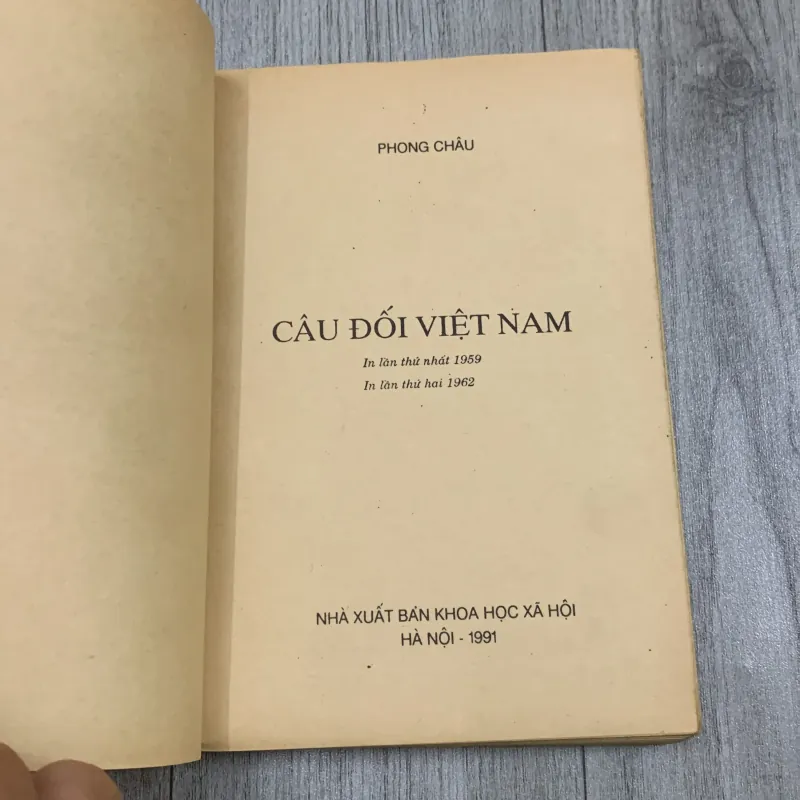 PHONG CHÂU
CÂU ĐỐI VIỆT NAM
In lần thứ nhất 1959
In lần thứ hai 1962
NHÀ XUẤT BẢN KHOA HỌC XÃ HỘI
HÀ NỘI - 1991